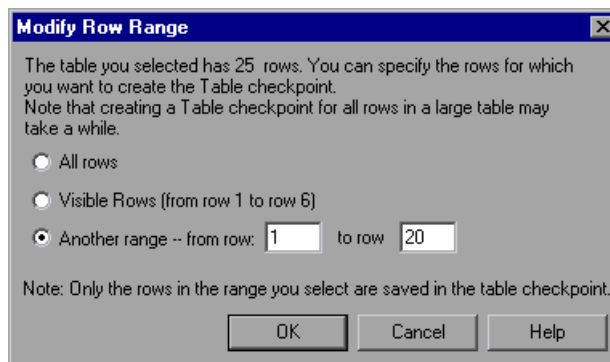 Modify Row Range
The table you selected has 25 rows. You can specify the rows for which
you want to create the Table checkpoint.
Note that creating a Table checkpoint for all rows in a large table may
take a while.
All rows
Visible Rows (from row 1 to row 6)
Another range -- from row: 1 to row 20
Note: Only the rows in the range you select are saved in the table checkpoint.
OK Cancel Help